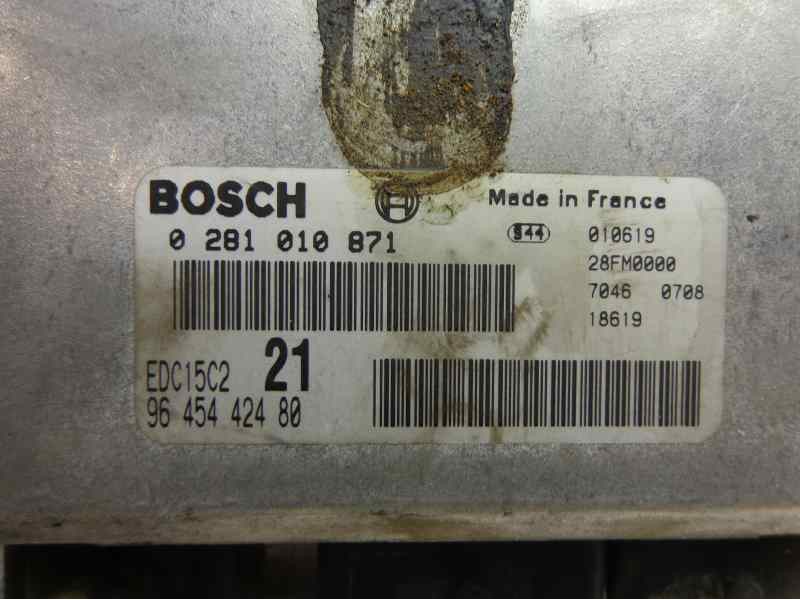 BOSCH
Made in France
0 281 010 871
S44
010619
28FM0000
7046 0708
18619
EDC15C2 21
96 454 424 80